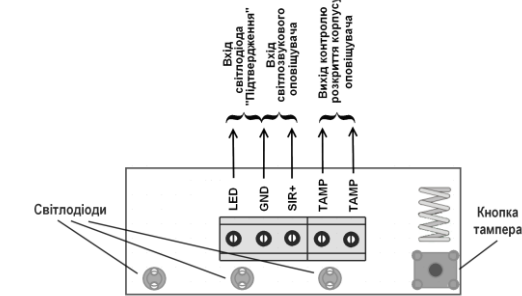 Вхід
світлодіода
"Підтвердження"
Вхід
світлозвукового
оповіщувача
Вихід контролю
розкриття корпусу
оповіщувача
LED
GND
SIR+
TAMP
TAMP
Світлодіоди
Кнопка
тампера